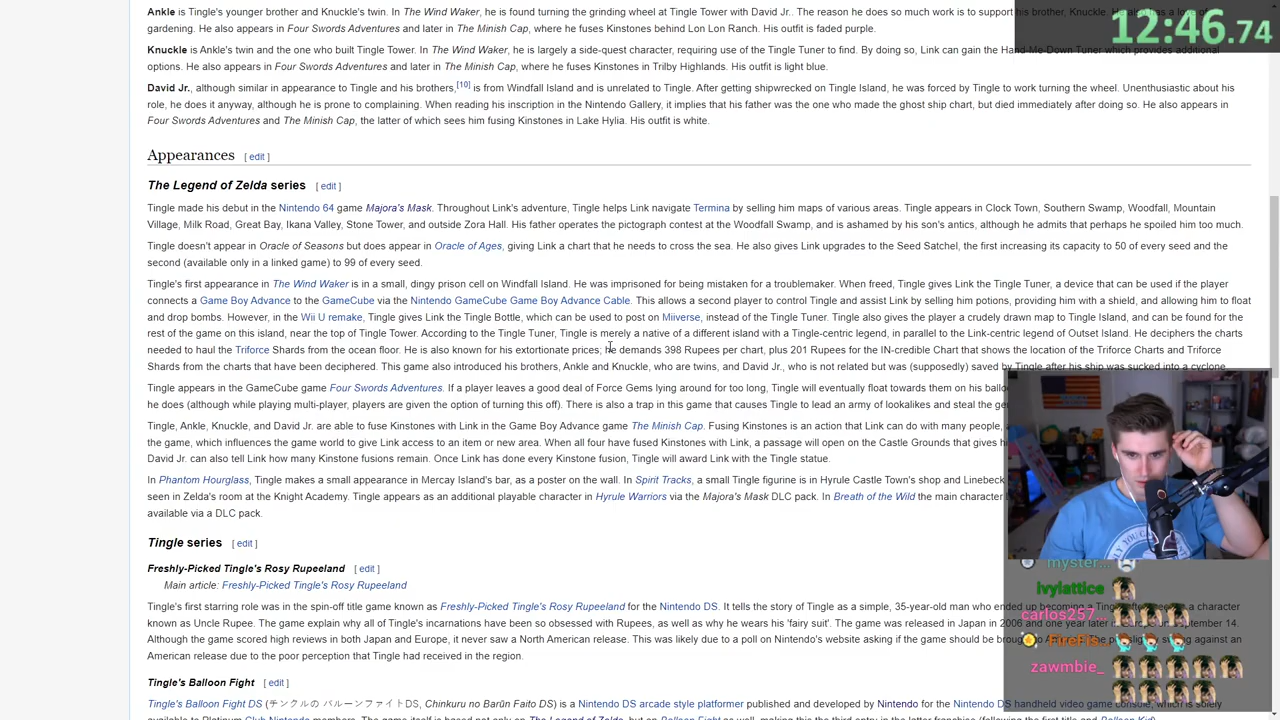 12:46.74
Ankle is Tingle's younger brother and Knuckle's twin. In The Wind Waker, he is found turning the grinding wheel at Tingle Tower with David Jr.. The reason he does so much work is to support his brother, Knuckle. He also has a love of
gardening. He also appears in Four Swords Adventures and later in The Minish Cap, where he fuses Kinstones behind Lon Lon Ranch. His outfit is faded purple.
Knuckle is Ankle's twin and the one who built Tingle Tower. In The Wind Waker, he is largely a side-quest character, requiring use of the Tingle Tuner to find. By doing so, Link can gain the Hand-Me-Down Tuner which provides additional
options. He also appears in Four Swords Adventures and later in The Minish Cap, where he fuses Kinstones in Trilby Highlands. His outfit is light blue.
David Jr., although similar in appearance to Tingle and his brothers,[10] is from Windfall Island and is unrelated to Tingle. After getting shipwrecked on Tingle Island, he was forced by Tingle to work turning the wheel. Unenthusiastic about his
role, he does it anyway, although he is prone to complaining. When reading his inscription in the Nintendo Gallery, it implies that his father was the one who made the ghost ship chart, but died immediately after doing so. He also appears in
Four Swords Adventures and The Minish Cap, the latter of which sees him fusing Kinstones in Lake Hylia. His outfit is white.
Appearances [ edit ]
The Legend of Zelda series [ edit ]
Tingle made his debut in the Nintendo 64 game Majora's Mask. Throughout Link's adventure, Tingle helps Link navigate Termina by selling him maps of various areas. Tingle appears in Clock Town, Southern Swamp, Woodfall, Mountain
Village, Milk Road, Great Bay, Ikana Valley, Stone Tower, and outside Zora Hall. His father operates the pictograph contest at the Woodfall Swamp, and is ashamed by his son's antics, although he admits that perhaps he spoiled him too much.
Tingle doesn't appear in Oracle of Seasons but does appear in Oracle of Ages, giving Link a chart that he needs to cross the sea. He also gives Link upgrades to the Seed Satchel, the first increasing its capacity to 50 of every seed and the
second (available only in a linked game) to 99 of every seed.
Tingle's first appearance in The Wind Waker is in a small, dingy prison cell on Windfall Island. He was imprisoned for being mistaken for a troublemaker. When freed, Tingle gives Link the Tingle Tuner, a device that can be used if the player
connects a Game Boy Advance to the GameCube via the Nintendo GameCube Game Boy Advance Cable. This allows a second player to control Tingle and assist Link by selling him potions, providing him with a shield, and allowing him to float
and drop bombs. However, in the Wii U remake, Tingle gives Link the Tingle Bottle, which can be used to post on Miiverse, instead of the Tingle Tuner. Tingle also gives the player a crudely drawn map to Tingle Island, and can be found for the
rest of the game on this island, near the top of Tingle Tower. According to the Tingle Tuner, Tingle is merely a native of a different island with a Tingle-centric legend, in parallel to the Link-centric legend of Outset Island. He deciphers the charts
needed to haul the Triforce Shards from the ocean floor. He is also known for his extortionate prices; he demands 398 Rupees per chart, plus 201 Rupees for the IN-credible Chart that shows the location of the Triforce Charts and Triforce
Shards from the charts that have been deciphered. This game also introduced his brothers, Ankle and Knuckle, who are twins, and David Jr., who is not related but was (supposedly) saved by Tingle after his ship was sucked into a cyclone.
Tingle appears in the GameCube game Four Swords Adventures. If a player leaves a good deal of Force Gems lying around for too long, Tingle will eventually float towards them on his
he does (although while playing multi-player, players are given the option of turning this off). There is also a trap in this game that causes Tingle to lead an army of lookalikes and steal the
Tingle, Ankle, Knuckle, and David Jr. are able to fuse Kinstones with Link in the Game Boy Advance game The Minish Cap. Fusing Kinstones is an action that Link can do with many people,
the game, which influences the game world to give Link access to an item or new area. When all four have fused Kinstones with Link, a passage will open on the Castle Grounds that gives
David Jr. can also tell Link how many Kinstone fusions remain. Once Link has done every Kinstone fusion, Tingle will award Link with the Tingle statue.
In Phantom Hourglass, Tingle makes a small appearance in Mercay Island's bar, as a poster on the wall. In Spirit Tracks, a small Tingle figurine is in Hyrule Castle Town's shop and
seen in Zelda's room at the Knight Academy. Tingle appears as an additional playable character in Hyrule Warriors via the Majora's Mask DLC pack. In Breath of the Wild the main character
available via a DLC pack.
Tingle series [ edit ]
Freshly-Picked Tingle's Rosy Rupeeland [ edit ]
Main article: Freshly-Picked Tingle's Rosy Rupeeland
Tingle's first starring role was in the spin-off title game known as Freshly-Picked Tingle's Rosy Rupeeland for the Nintendo DS. It tells the story of Tingle as a simple, 35-year-old man who ended up becoming a character
known as Uncle Rupee. The game explains why all of Tingle's incarnations have been so obsessed with Rupees, as well as why he wears his 'fairy suit'. The game was released in Japan in 2006 and one year later 14.
Although the game scored high reviews in both Japan and Europe, it never saw a North American release. This was likely due to a poll on Nintendo's website asking if the game should be against an
American release due to the poor perception that Tingle had received in the region.
Tingle's Balloon Fight [ edit ]
Tingle's Balloon Fight DS (チンクルのバルーンファイトDS, Chinkuru no Barūn Faito DS) is a Nintendo DS arcade style platformer published and developed by Nintendo for the Nintendo DS handheld video game console, which is solely
myster...
Ivylattice
carlos257...
FireFis...
zawmbie_